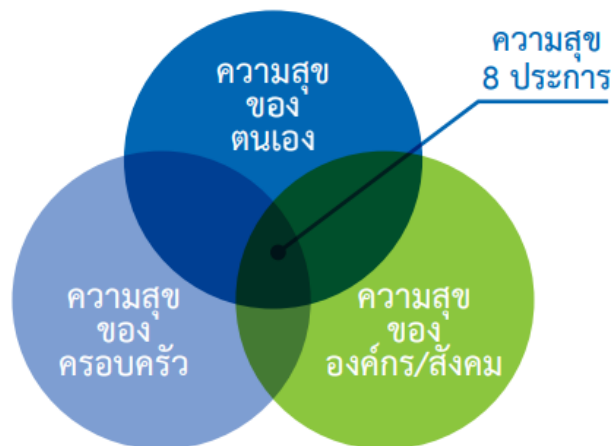 ความสุข
ของ
ตนเอง
ความสุข
8 ประการ
ความสุข
ของ
ครอบครัว
ความสุข
ของ
องค์กร/สังคม